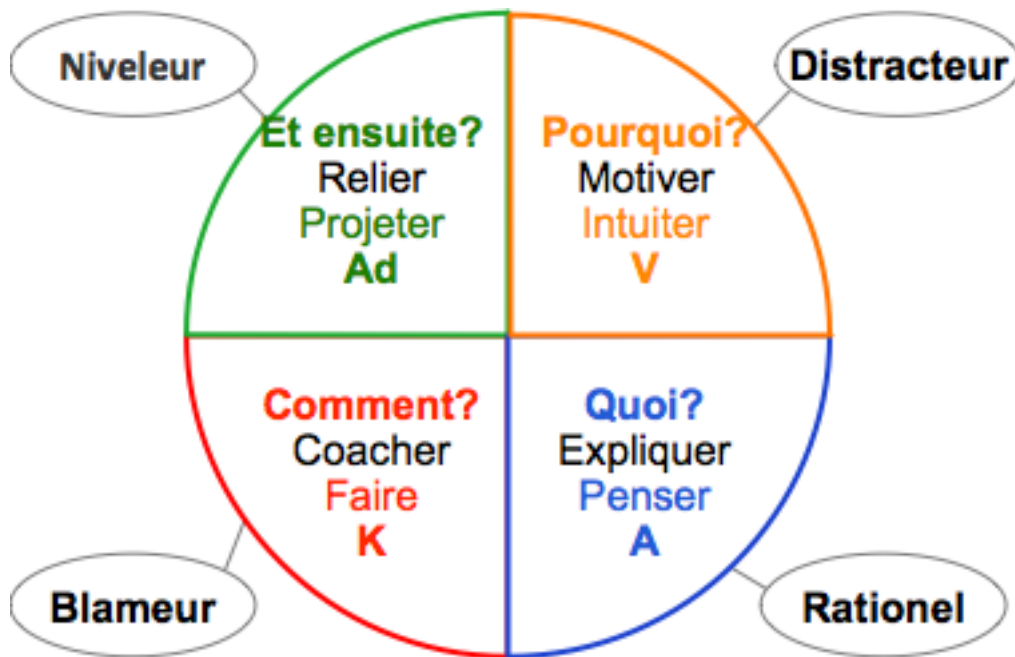 Niveleur
Distracteur
Et ensuite?
Relier
Projeter
Ad
Pourquoi?
Motiver
Intuiter
V
Comment?
Coacher
Faire
K
Quoi?
Expliquer
Penser
A
Blameur
Rationel